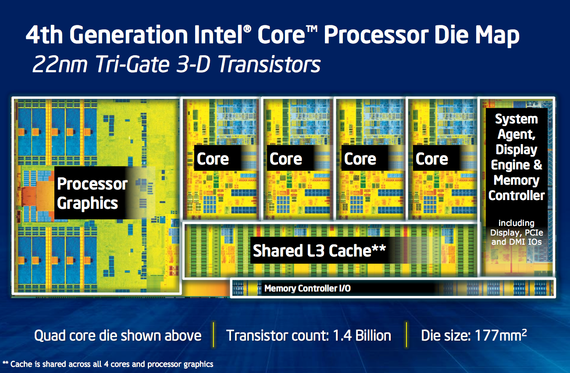 4th Generation Intel® Core™ Processor Die Map
22nm Tri-Gate 3-D Transistors
Processor
Graphics
Core
Core
Core
Core
System
Agent,
Display
Engine &
Memory
Controller
including
Display, PCIe
and DMI IOs
Shared L3 Cache**
Memory Controller I/O
Quad core die shown above
Transistor count: 1.4 Billion
Die size: 177mm²
** Cache is shared across all 4 cores and processor graphics